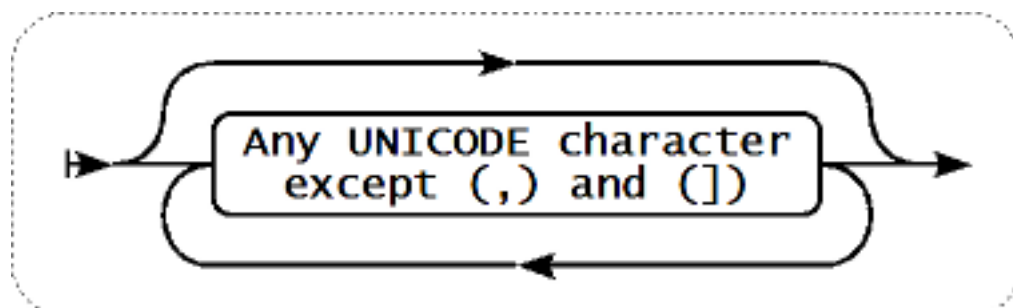 Any UNICODE character
except (,) and (])